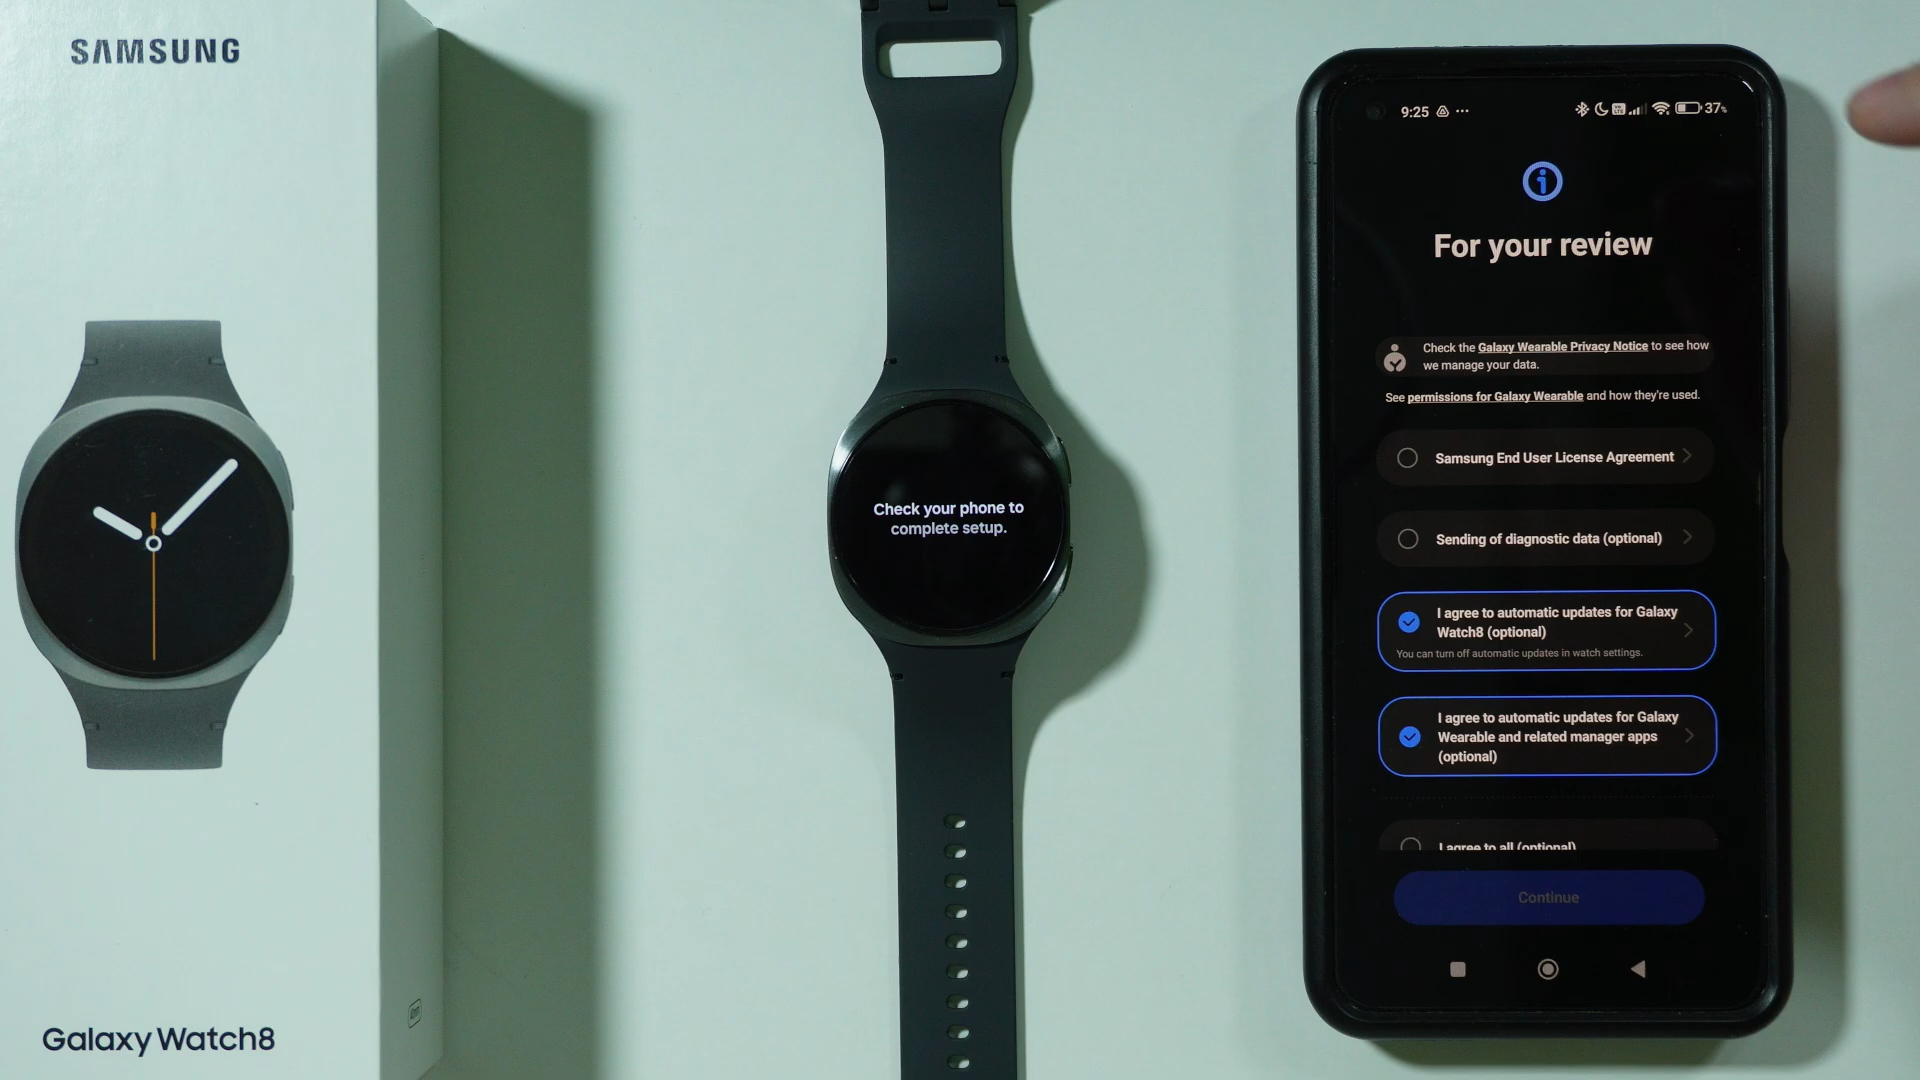 SAMSUNG
Galaxy Watch8
Check your phone to
complete setup.
9:25
37%
For your review
Check the Galaxy Wearable Privacy Notice to see how
we manage your data.
See permissions for Galaxy Wearable and how they're used.
Samsung End User License Agreement
Sending of diagnostic data (optional)
I agree to automatic updates for Galaxy
Watch8 (optional)
You can turn off automatic updates in watch settings.
I agree to automatic updates for Galaxy
Wearable and related manager apps
(optional)
I agree to all (optional)
Continue